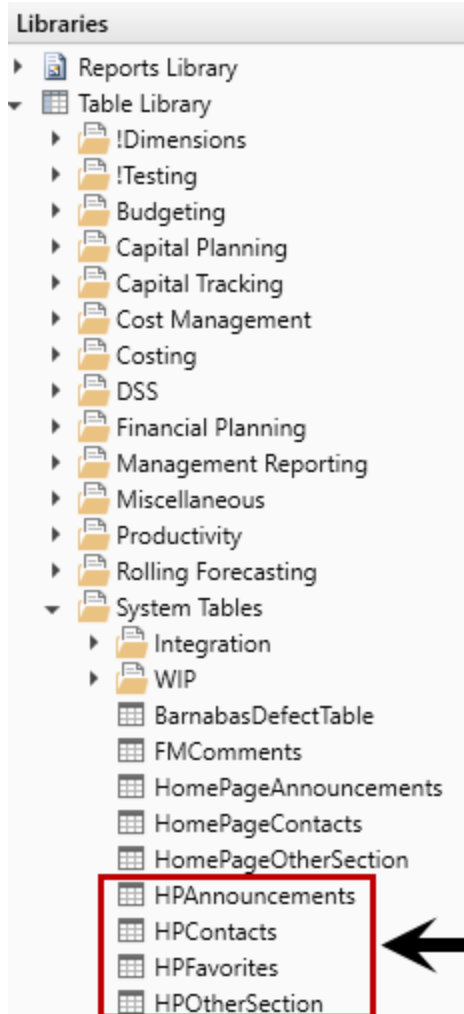 Libraries
Reports Library
Table Library
!Dimensions
!Testing
Budgeting
Capital Planning
Capital Tracking
Cost Management
Costing
DSS
Financial Planning
Management Reporting
Miscellaneous
Productivity
Rolling Forecasting
System Tables
Integration
WIP
BarnabasDefectTable
FMComments
HomePageAnnouncements
HomePageContacts
HomePageOtherSection
HPAnnouncements
HPContacts
HPFavorites
HPOtherSection